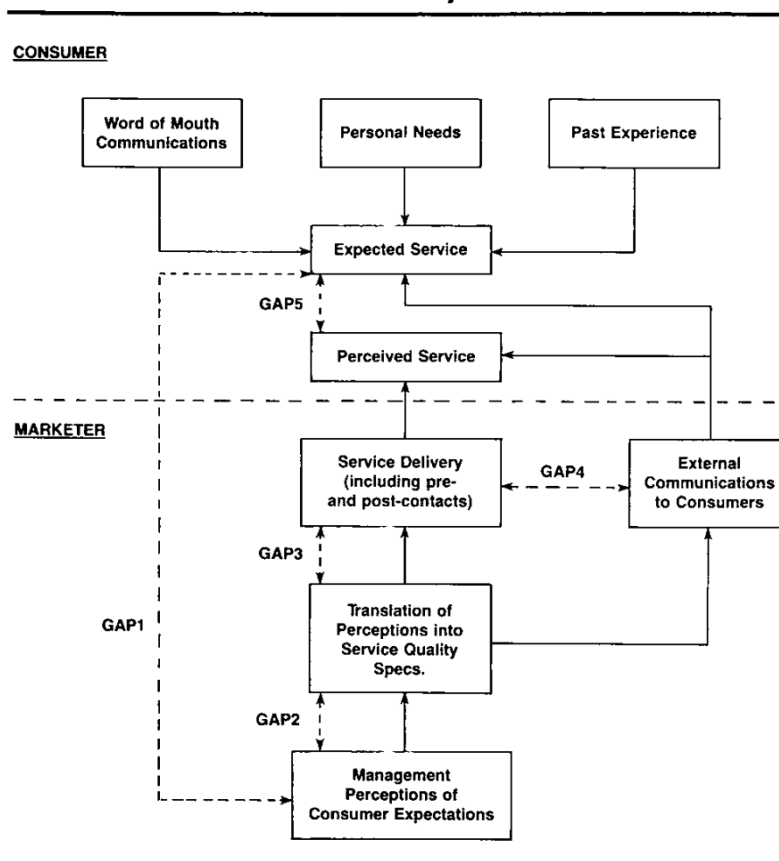 CONSUMER
Word of Mouth
Communications
Personal Needs
Past Experience
Expected Service
GAP5
Perceived Service
MARKETER
Service Delivery
(including pre-
and post-contacts)
GAP4
External
Communications
to Consumers
GAP3
GAP1
Translation of
Perceptions into
Service Quality
Specs.
GAP2
Management
Perceptions of
Consumer Expectations